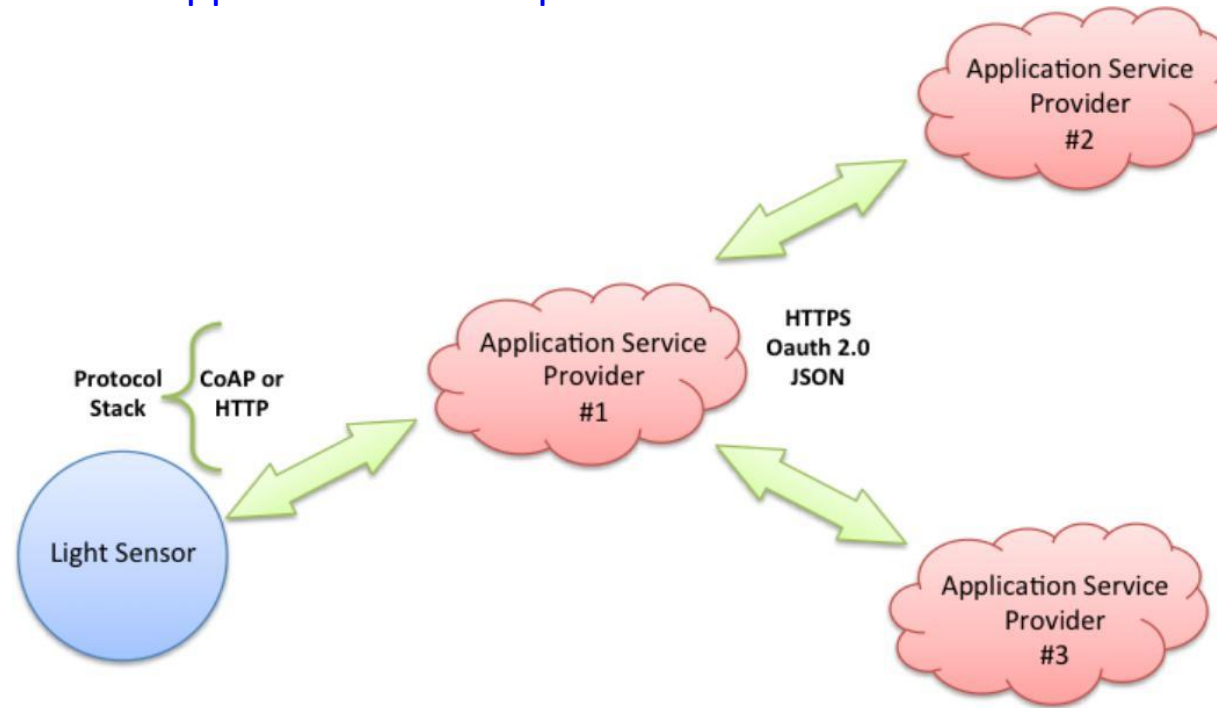 Application Service
Provider
#2
Application Service
Provider
#1
HTTPS
Oauth 2.0
JSON
Protocol
Stack
CoAP or
HTTP
Light Sensor
Application Service
Provider
#3